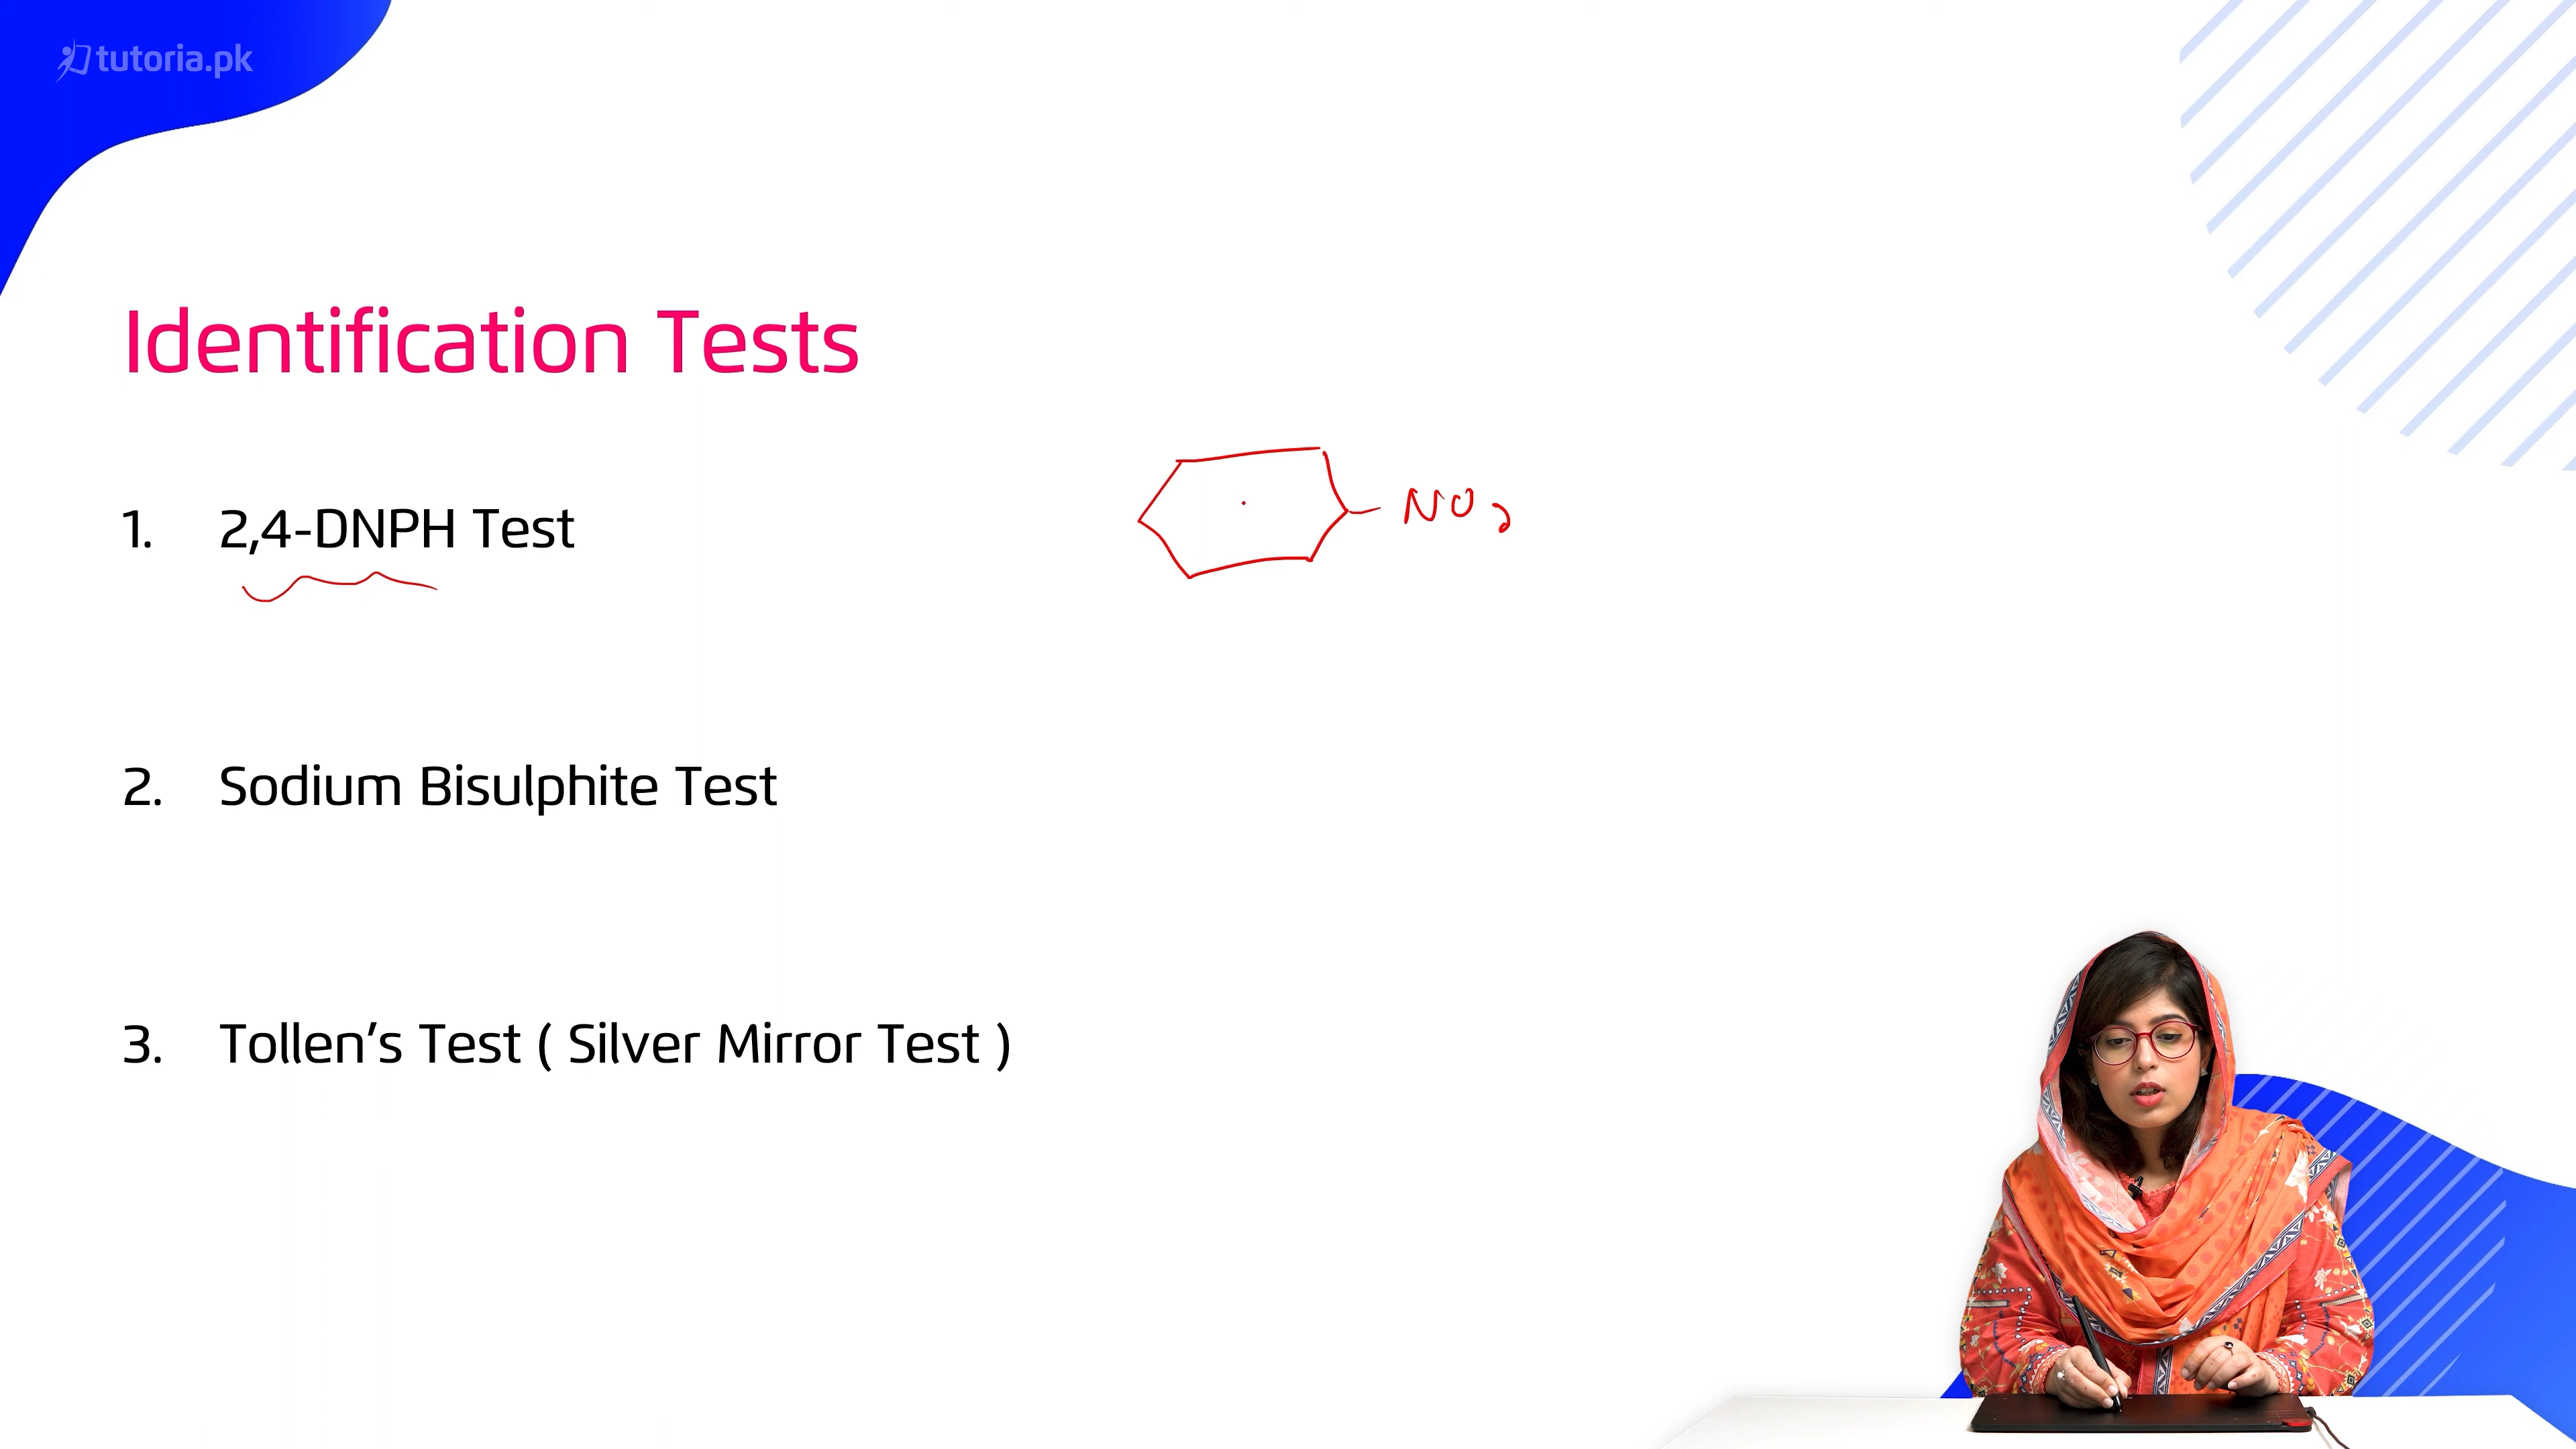 tutoria.pk
Identification Tests
1. 2,4-DNPH Test
NO2
2. Sodium Bisulphite Test
3. Tollen's Test ( Silver Mirror Test )